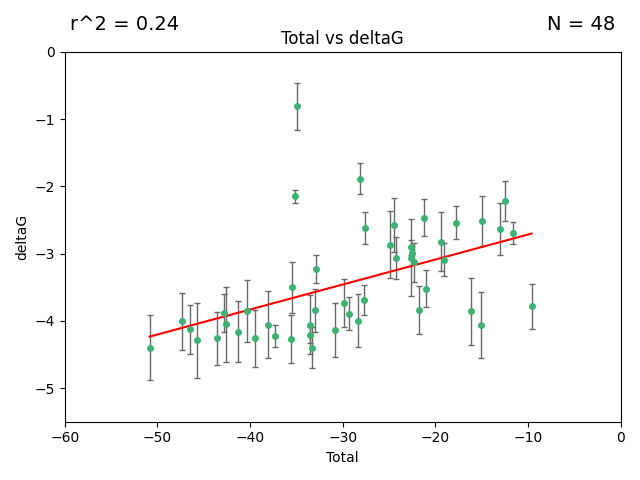 r^2 = 0.24
N = 48
Total vs deltaG
0
−1
−2
−3
−4
−5
deltaG
−60
−50
−40
−30
−20
−10
0
Total